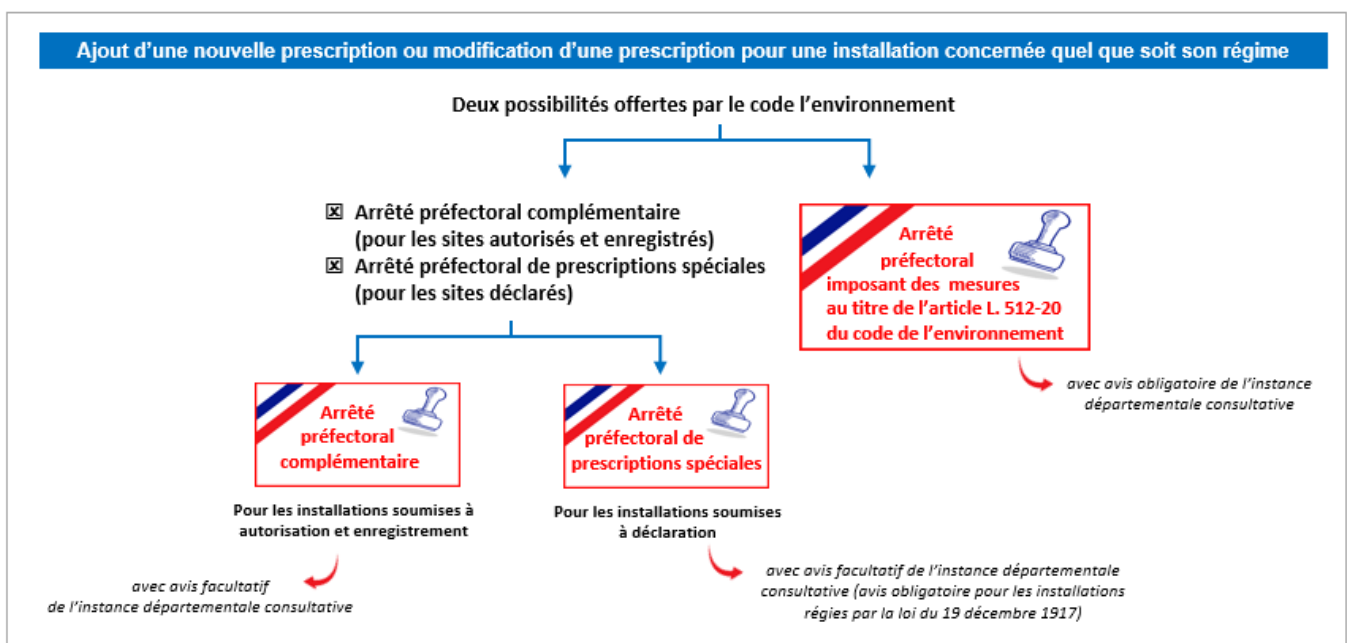 Ajout d'une nouvelle prescription ou modification d'une prescription pour une installation concernée quel que soit son régime
Deux possibilités offertes par le code l'environnement
☒ Arrêté préfectoral complémentaire
(pour les sites autorisés et enregistrés)
☒ Arrêté préfectoral de prescriptions spéciales
(pour les sites déclarés)
Arrêté
préfectoral
imposant des mesures
au titre de l'article L. 512-20
du code de l'environnement
avec avis obligatoire de l'instance
départementale consultative
Arrêté
préfectoral
complémentaire
Pour les installations soumises à
autorisation et enregistrement
avec avis facultatif
de l'instance départementale consultative
Arrêté
préfectoral de
prescriptions spéciales
Pour les installations soumises
à déclaration
avec avis facultatif de l'instance départementale
consultative (avis obligatoire pour les installations
régies par la loi du 19 décembre 1917)